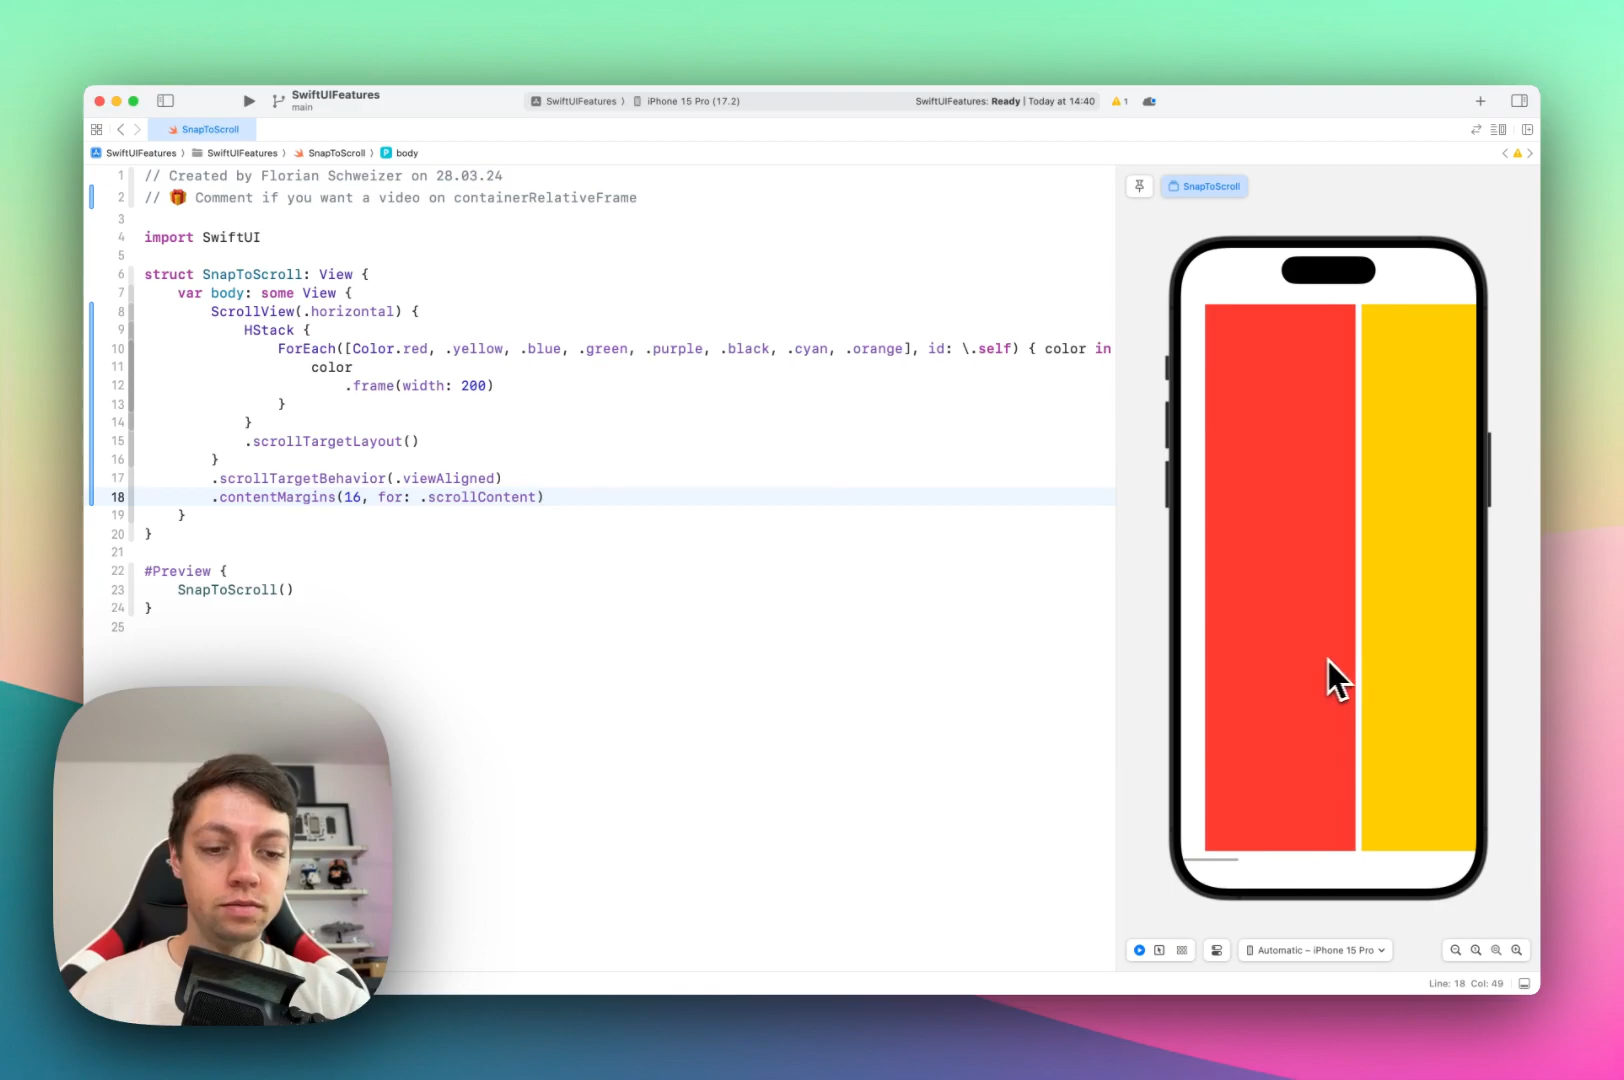 SwiftUIFeatures
main
SwiftUIFeatures 〉 iPhone 15 Pro (17.2)
SwiftUIFeatures: Ready | Today at 14:40
1
SnapToScroll
SwiftUIFeatures 〉 SwiftUIFeatures 〉 SnapToScroll 〉 P body
1 // Created by Florian Schweizer on 28.03.24
2 // 🎁 Comment if you want a video on containerRelativeFrame
3
4 import SwiftUI
5
6 struct SnapToScroll: View {
7 var body: some View {
8 ScrollView(.horizontal) {
9 HStack {
10 ForEach([Color.red, .yellow, .blue, .green, .purple, .black, .cyan, .orange], id: \.self) { color in
11 color
12 .frame(width: 200)
13 }
14 }
15 .scrollTargetLayout()
16 }
17 .scrollTargetBehavior(.viewAligned)
18 .contentMargins(16, for: .scrollContent)
19 }
20 }
21
22 #Preview {
23 SnapToScroll()
24 }
25
SnapToScroll
Automatic – iPhone 15 Pro
Line: 18 Col: 49